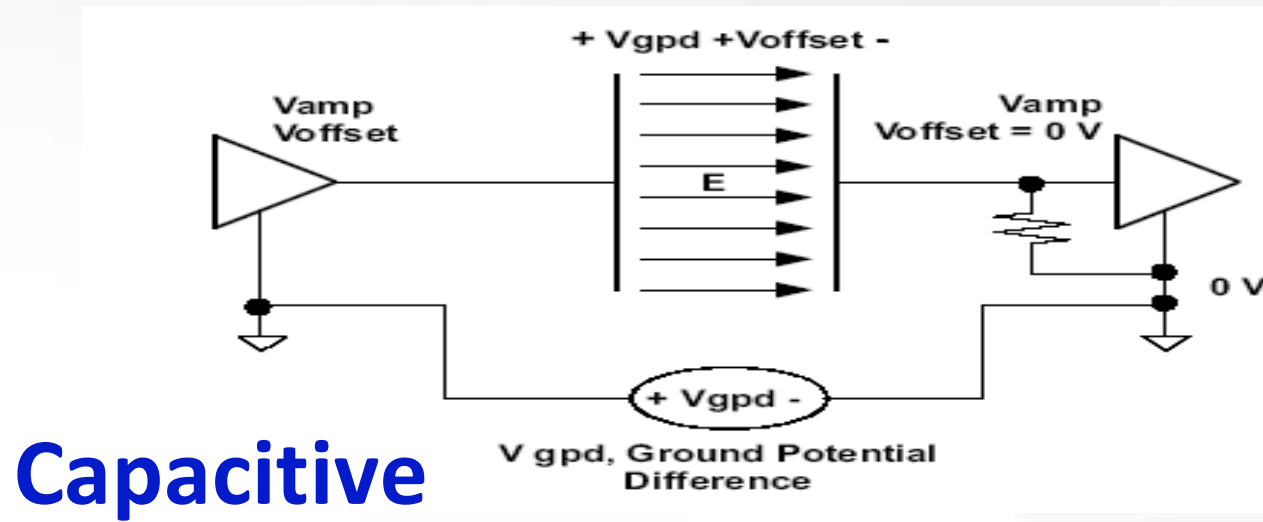 + Vgpd +Voffset -
Vamp
Voffset
Vamp
Voffset = 0 V
E
0 V
+ Vgpd -
V gpd, Ground Potential
Difference
Capacitive